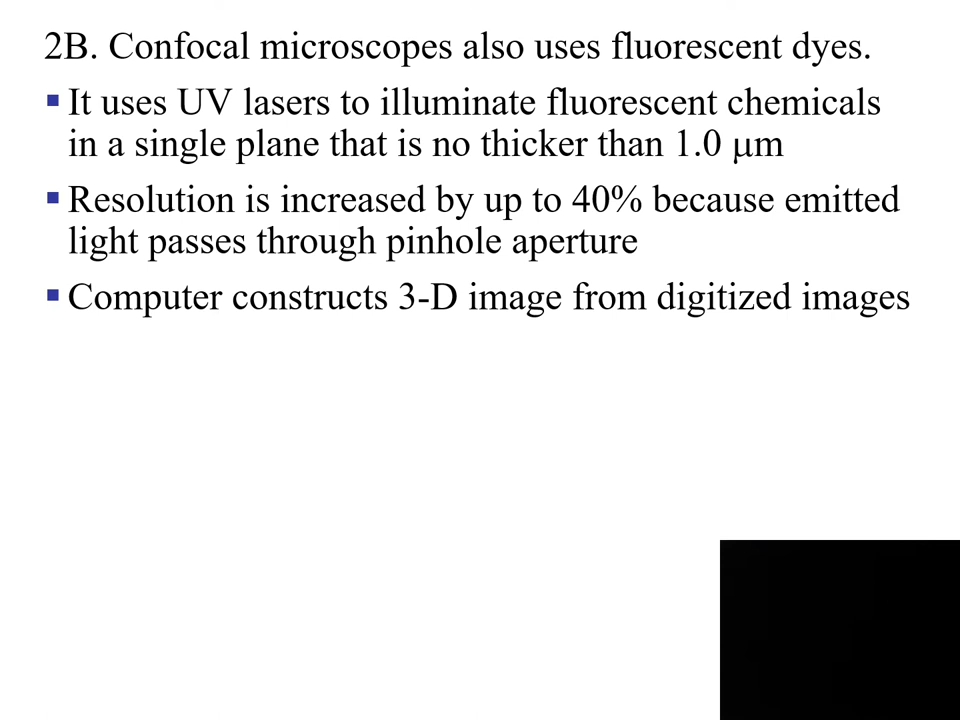 2B. Confocal microscopes also uses fluorescent dyes.
▪ It uses UV lasers to illuminate fluorescent chemicals
in a single plane that is no thicker than 1.0 μm
▪ Resolution is increased by up to 40% because emitted
light passes through pinhole aperture
▪ Computer constructs 3-D image from digitized images